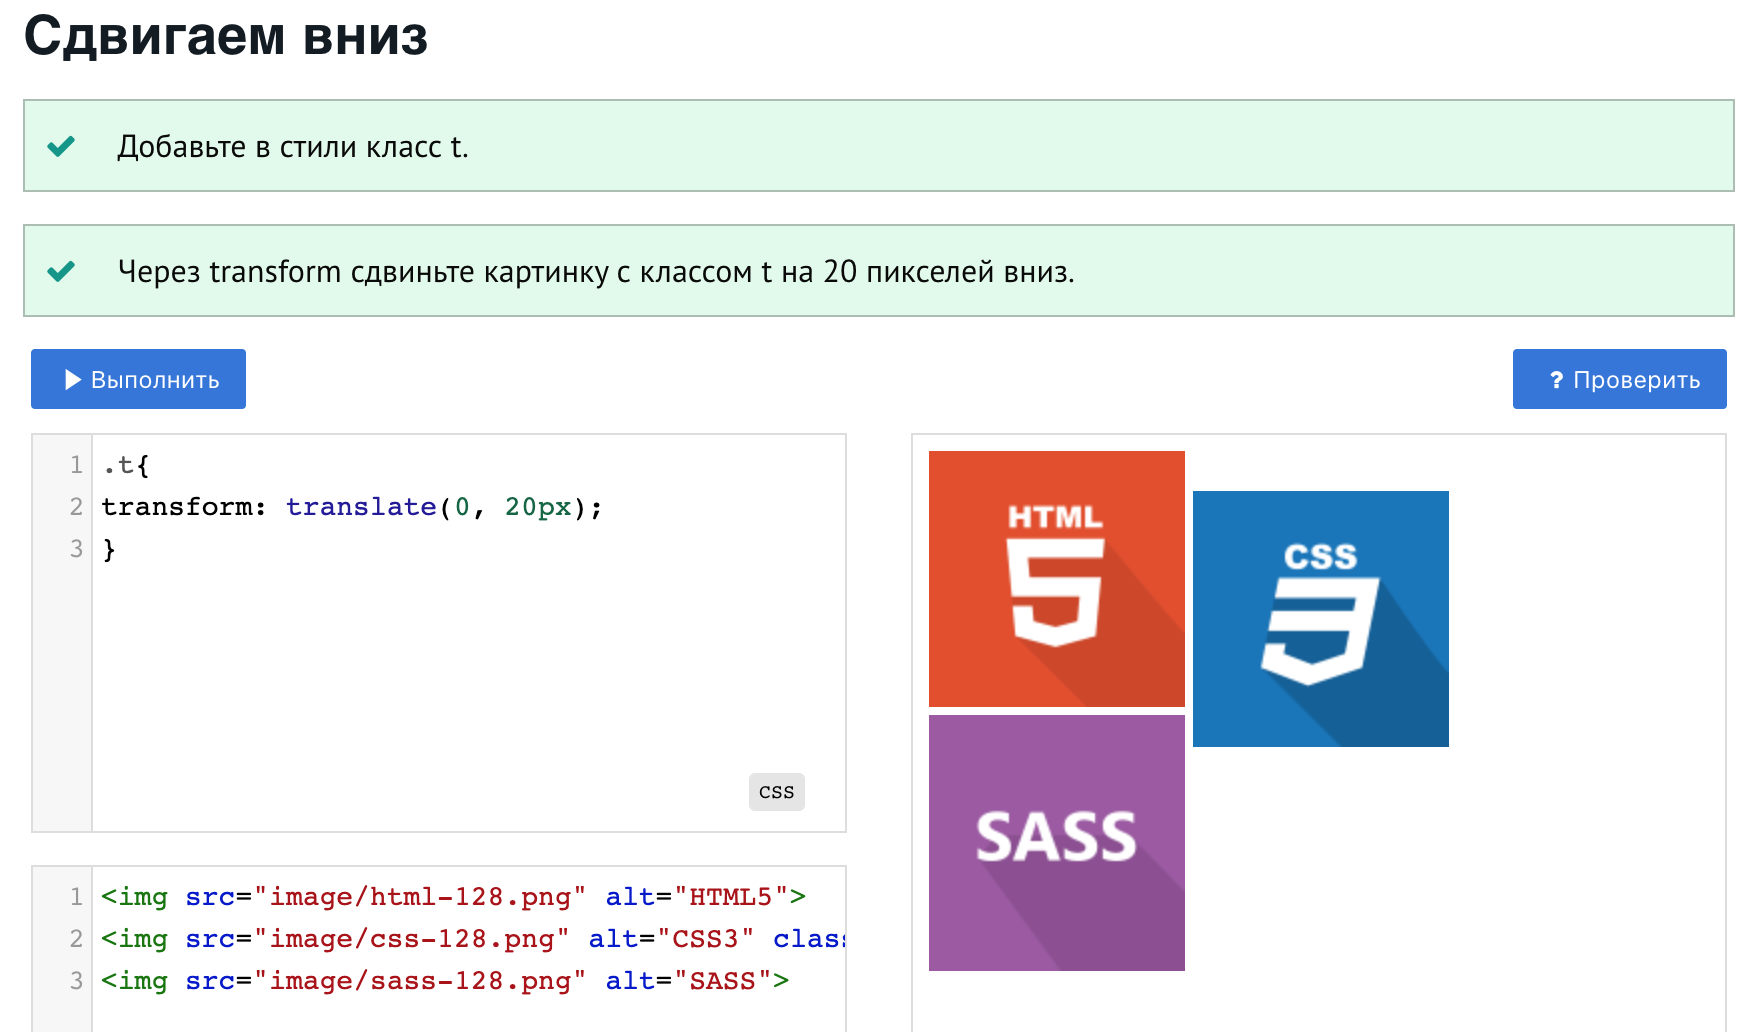 Сдвигаем вниз
Добавьте в стили класс t.
Через transform сдвиньте картинку с классом t на 20 пикселей вниз.
Выполнить
? Проверить
1 .t{
2 transform: translate(0, 20px);
3 }
css
1 <img src="image/html-128.png" alt="HTML5">
2 <img src="image/css-128.png" alt="CSS3" clas
3 <img src="image/sass-128.png" alt="SASS">
HTML
5
CSS
3
SASS